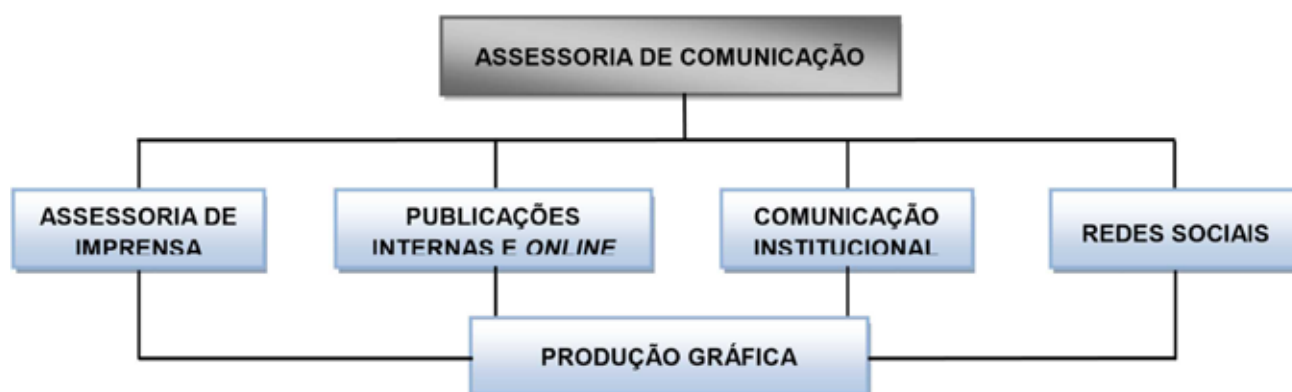 ASSESSORIA DE COMUNICAÇÃO
ASSESSORIA DE
IMPRENSA
PUBLICAÇÕES
INTERNAS E ONLINE
COMUNICAÇÃO
INSTITUCIONAL
REDES SOCIAIS
PRODUÇÃO GRÁFICA